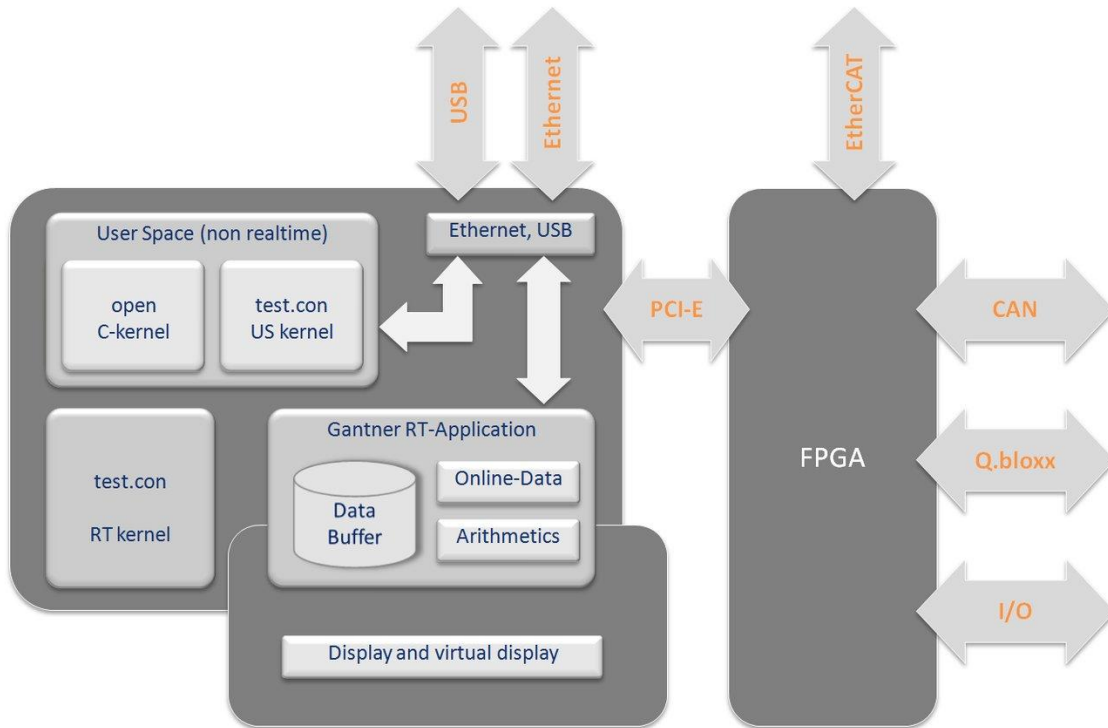 USB
Ethernet
EtherCAT
User Space (non realtime)
Ethernet, USB
open
C-kernel
test.con
US kernel
PCI-E
CAN
Gantner RT-Application
test.con
RT kernel
Data
Buffer
Online-Data
Arithmetics
FPGA
Q.bloxx
I/O
Display and virtual display